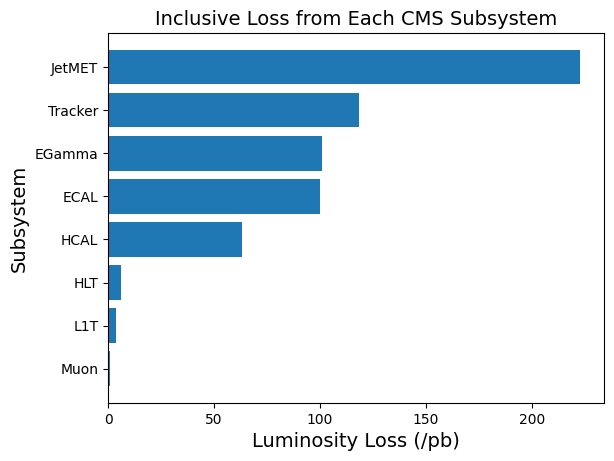 Inclusive Loss from Each CMS Subsystem
JetMET
Tracker
EGamma
ECAL
HCAL
HLT
L1T
Muon
Subsystem
0 50 100 150 200
Luminosity Loss (/pb)